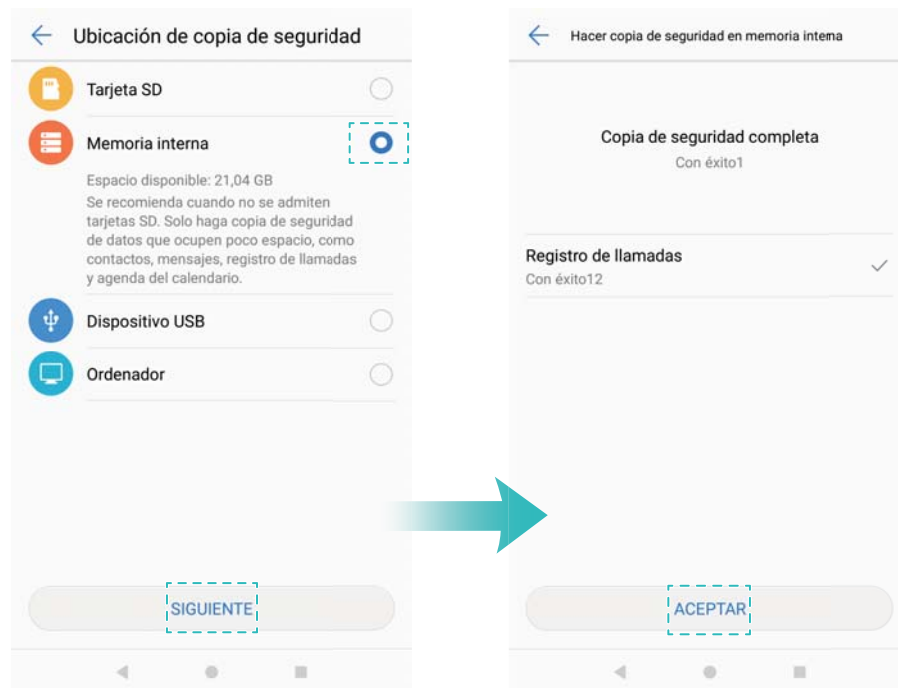 Ubicación de copia de seguridad
Tarjeta SD
Memoria interna
Espacio disponible: 21,04 GB
Se recomienda cuando no se admiten
tarjetas SD. Solo haga copia de seguridad
de datos que ocupen poco espacio, como
contactos, mensajes, registro de llamadas
y agenda del calendario.
Dispositivo USB
Ordenador
SIGUIENTE
Hacer copia de seguridad en memoria interna
Copia de seguridad completa
Con éxito1
Registro de llamadas
Con éxito12
ACEPTAR